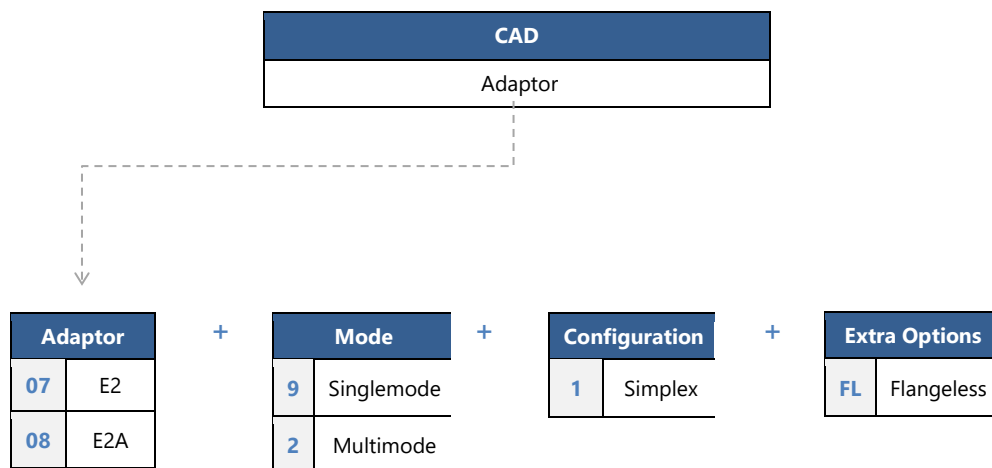 CAD
Adaptor
Adaptor + Mode + Configuration + Extra Options
07 E2 9 Singlemode 1 Simplex FL Flangeless
08 E2A 2 Multimode